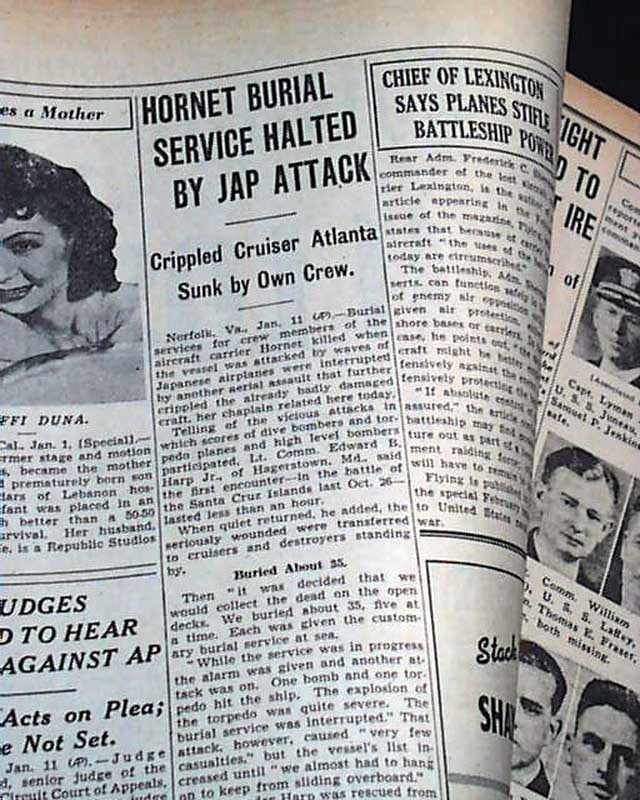 es a Mother
FFI DUNA.
Cal., Jan. 1. (Special).—
rmer stage and motion
s, became the mother
prematurely born son
ars of Lebanon hos-
fant was placed in an
h better than a 50-50
urvival. Her husband,
e, is a Republic Studios
UDGES
D TO HEAR
AGAINST AP
Acts on Plea;
e Not Set.
Jan. 11 (AP).—Judge
d, senior judge of the
Circuit Court of Appeals,
HORNET BURIAL
SERVICE HALTED
BY JAP ATTACK
Crippled Cruiser Atlanta
Sunk by Own Crew.
Norfolk, Va., Jan. 11 (AP).—Burial
services for crew members of the
aircraft carrier Hornet killed when
the vessel was attacked by waves of
Japanese airplanes were interrupted
by another aerial assault that further
crippled the already badly damaged
craft, her chaplain related here today.
Telling of the vicious attacks in
which scores of dive bombers and tor-
pedo planes and high level bombers
participated, Lt. Comm. Edward B.
Harp Jr., of Hagerstown, Md., said
the first encounter—in the battle of
the Santa Cruz Islands last Oct. 26—
lasted less than an hour.
When quiet returned, he added, the
seriously wounded were transferred
to cruisers and destroyers standing
by.
Buried About 35.
Then "it was decided that we
would collect the dead on the open
decks. We buried about 35, five at
a time. Each was given the custom-
ary burial service at sea.
"While the service was in progress
the alarm was given and another at-
tack was on. One bomb and one tor-
pedo hit the ship. The explosion of
the torpedo was quite severe. The
burial service was interrupted." That
attack, however, caused "very few
casualties," but the vessel's list in-
creased until "we almost had to hang
on to keep from sliding overboard."
Harp was rescued from
CHIEF OF LEXINGTON
SAYS PLANES STIFLE
BATTLESHIP POWER
Rear Adm. Frederick C.
commander of the lost
rier Lexington, is the
article appearing in the
issue of the magazine,
states that because of
aircraft "the uses of
today are circumscribed."
The battleship, Adm.
serts, can function safely
of enemy air opposition
given air protection
shore bases or carriers.
case, he points out,
craft might be better
fensively against the
fensively protecting
"If absolute control
assured," the article
battleship may find
ture out as part of
ment raiding force
will have to remain
Flying is published
the special February
to United States
war.
Stack
SHA
IGHT
D TO
IRE
of
Capt. Lyman
U. S. S. Juneau
Samuel P. Jenkins
safe.
Comm. William
U. S. S. Laffey,
Thomas E. Fraser,
both missing.